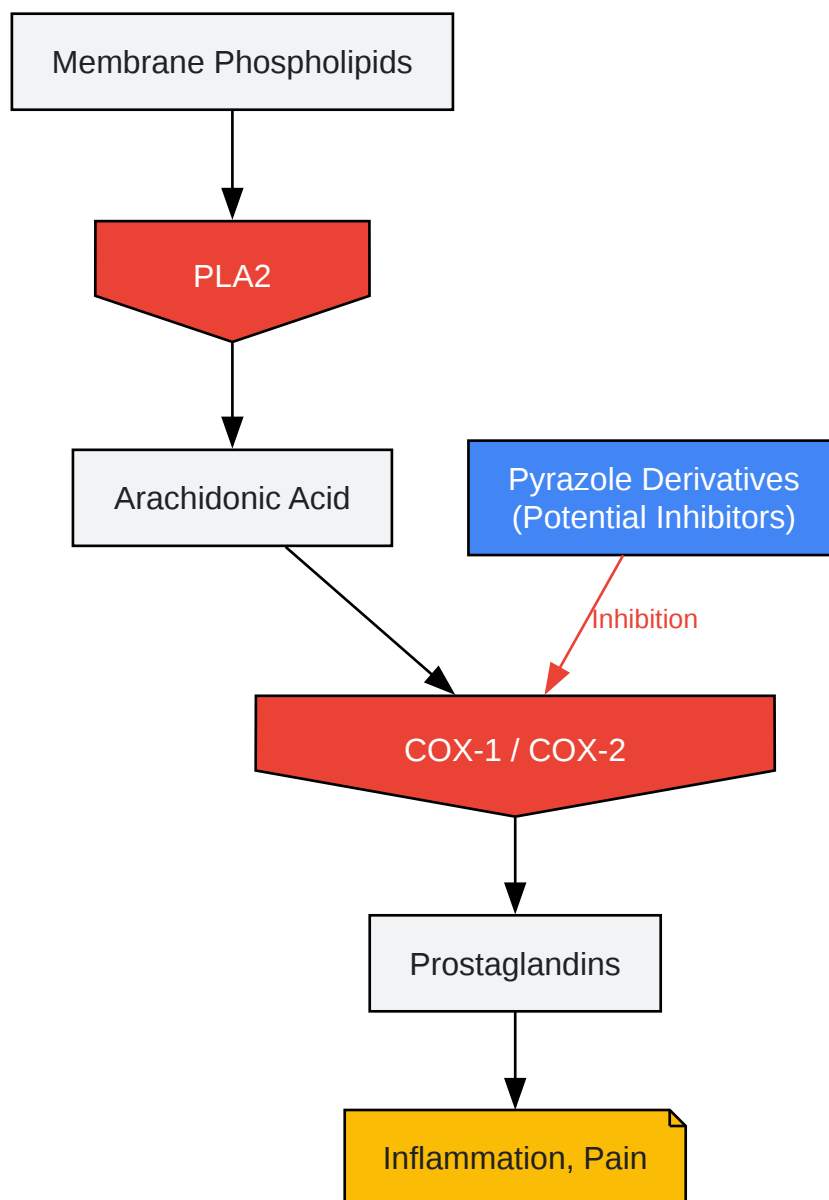 Membrane Phospholipids
PLA2
Arachidonic Acid
Pyrazole Derivatives
(Potential Inhibitors)
Inhibition
COX-1 / COX-2
Prostaglandins
Inflammation, Pain